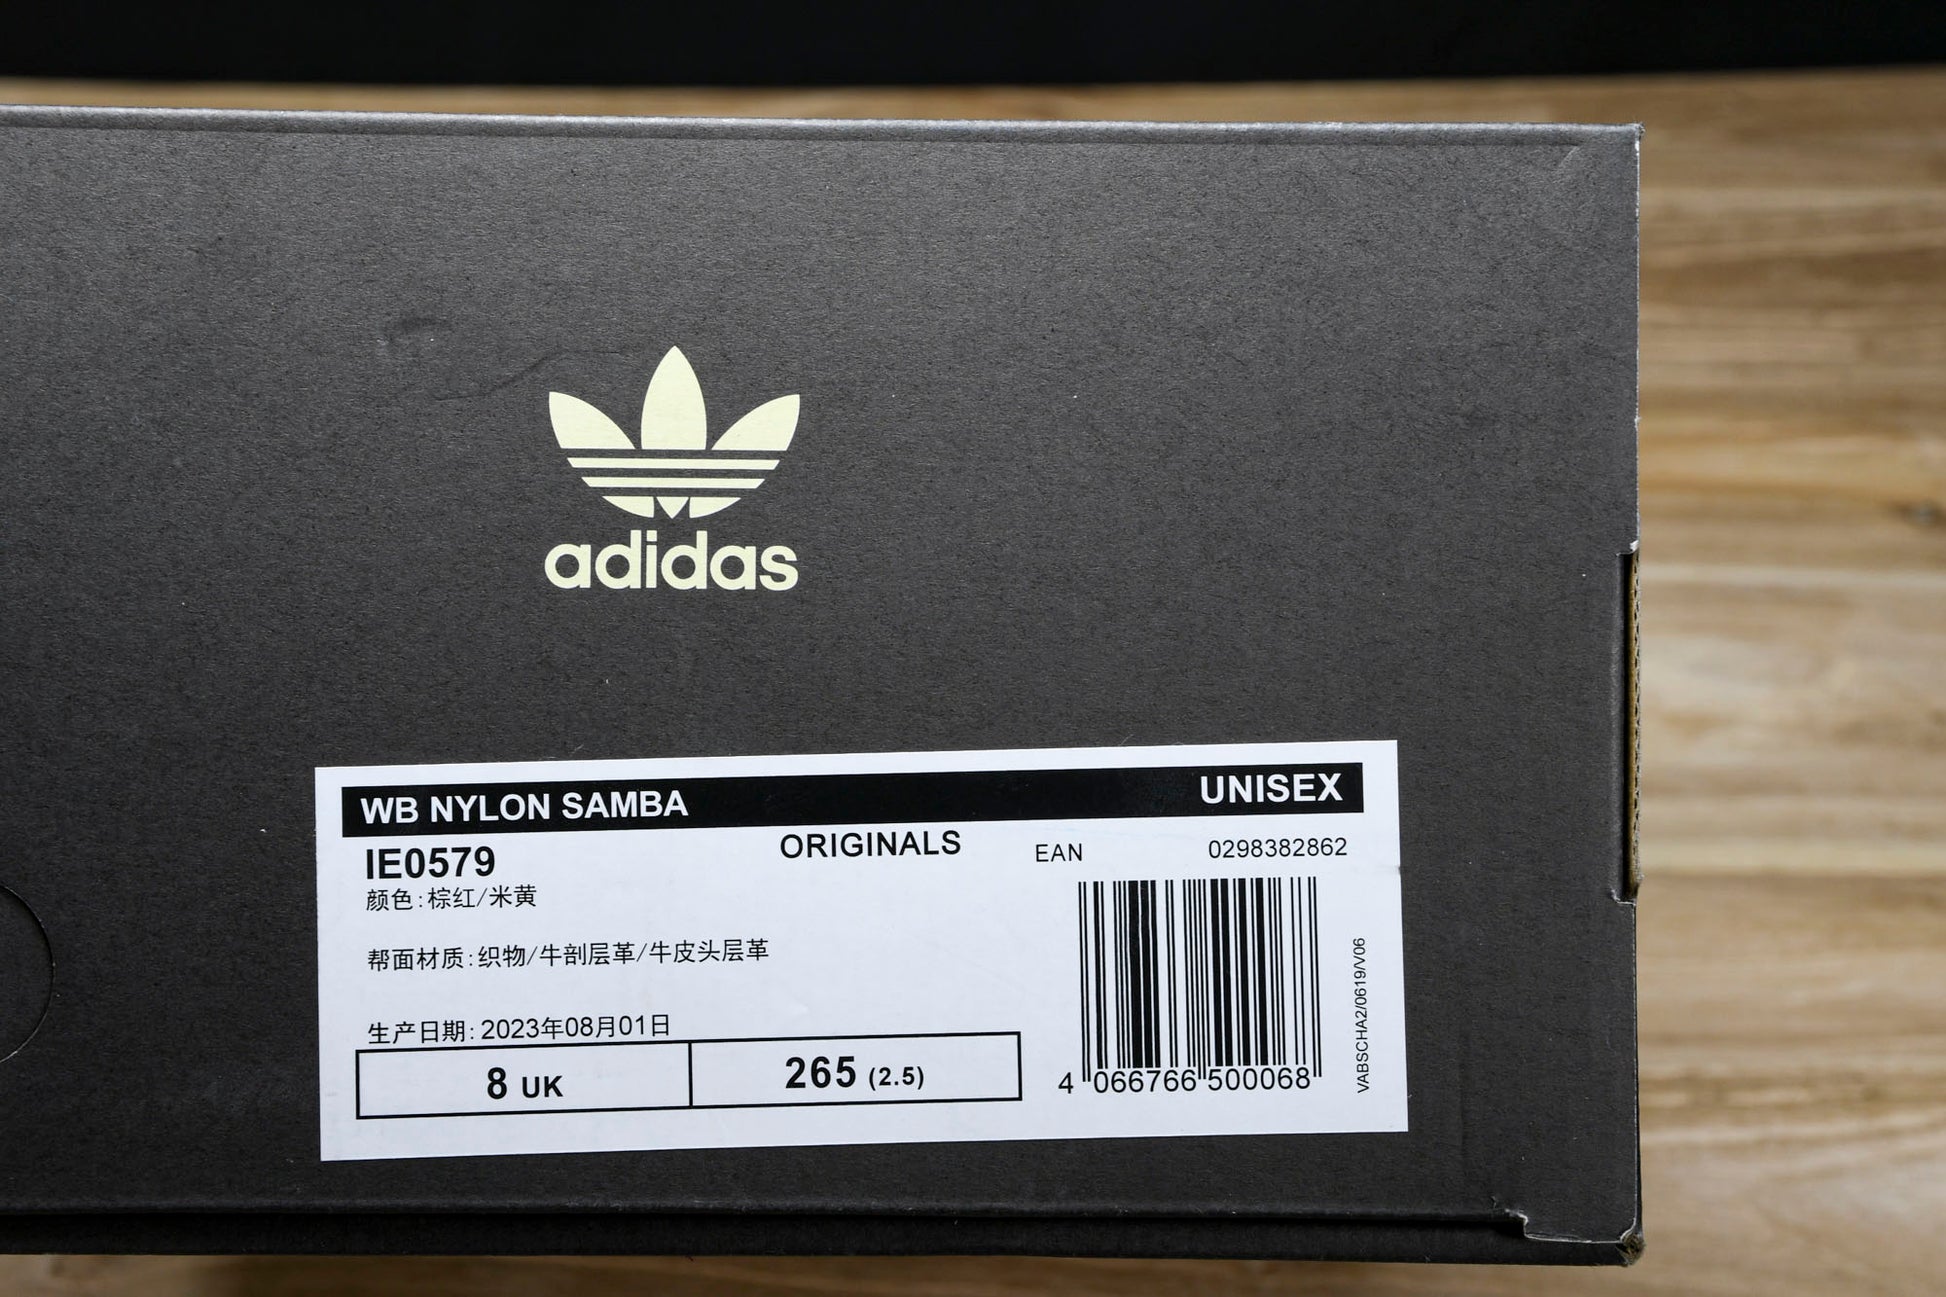 adidas
WB NYLON SAMBA UNISEX
IE0579 ORIGINALS EAN 0298382862
颜色:棕红/米黄
帮面材质:织物/牛剖层革/牛皮头层革
生产日期: 2023年08月01日
8 UK 265 (2.5)
4 066766 500068
VABSCHA2/0619/V06